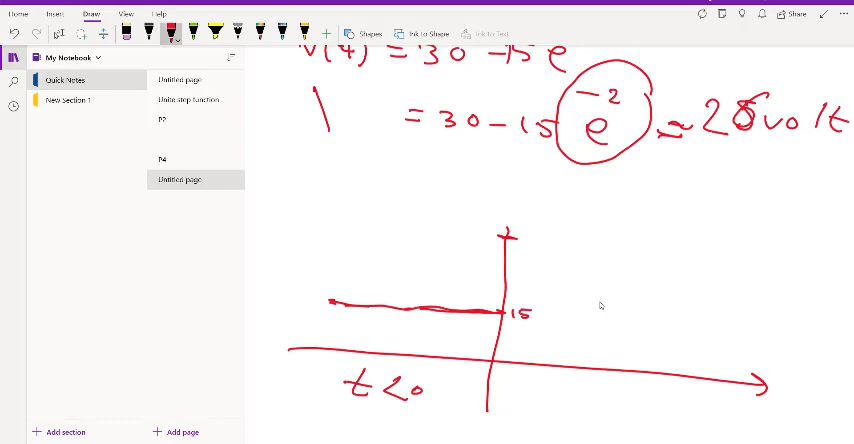 Home Insert Draw View Help
Share
Shapes Ink to Shape Ink to Text
My Notebook
Quick Notes
New Section 1
Untitled page
Unite step function
P2
P4
Untitled page
Add section
Add page
V(4) = 30 - 15 e
= 30 - 15 e^-2 = 28 volt
15
t < 0